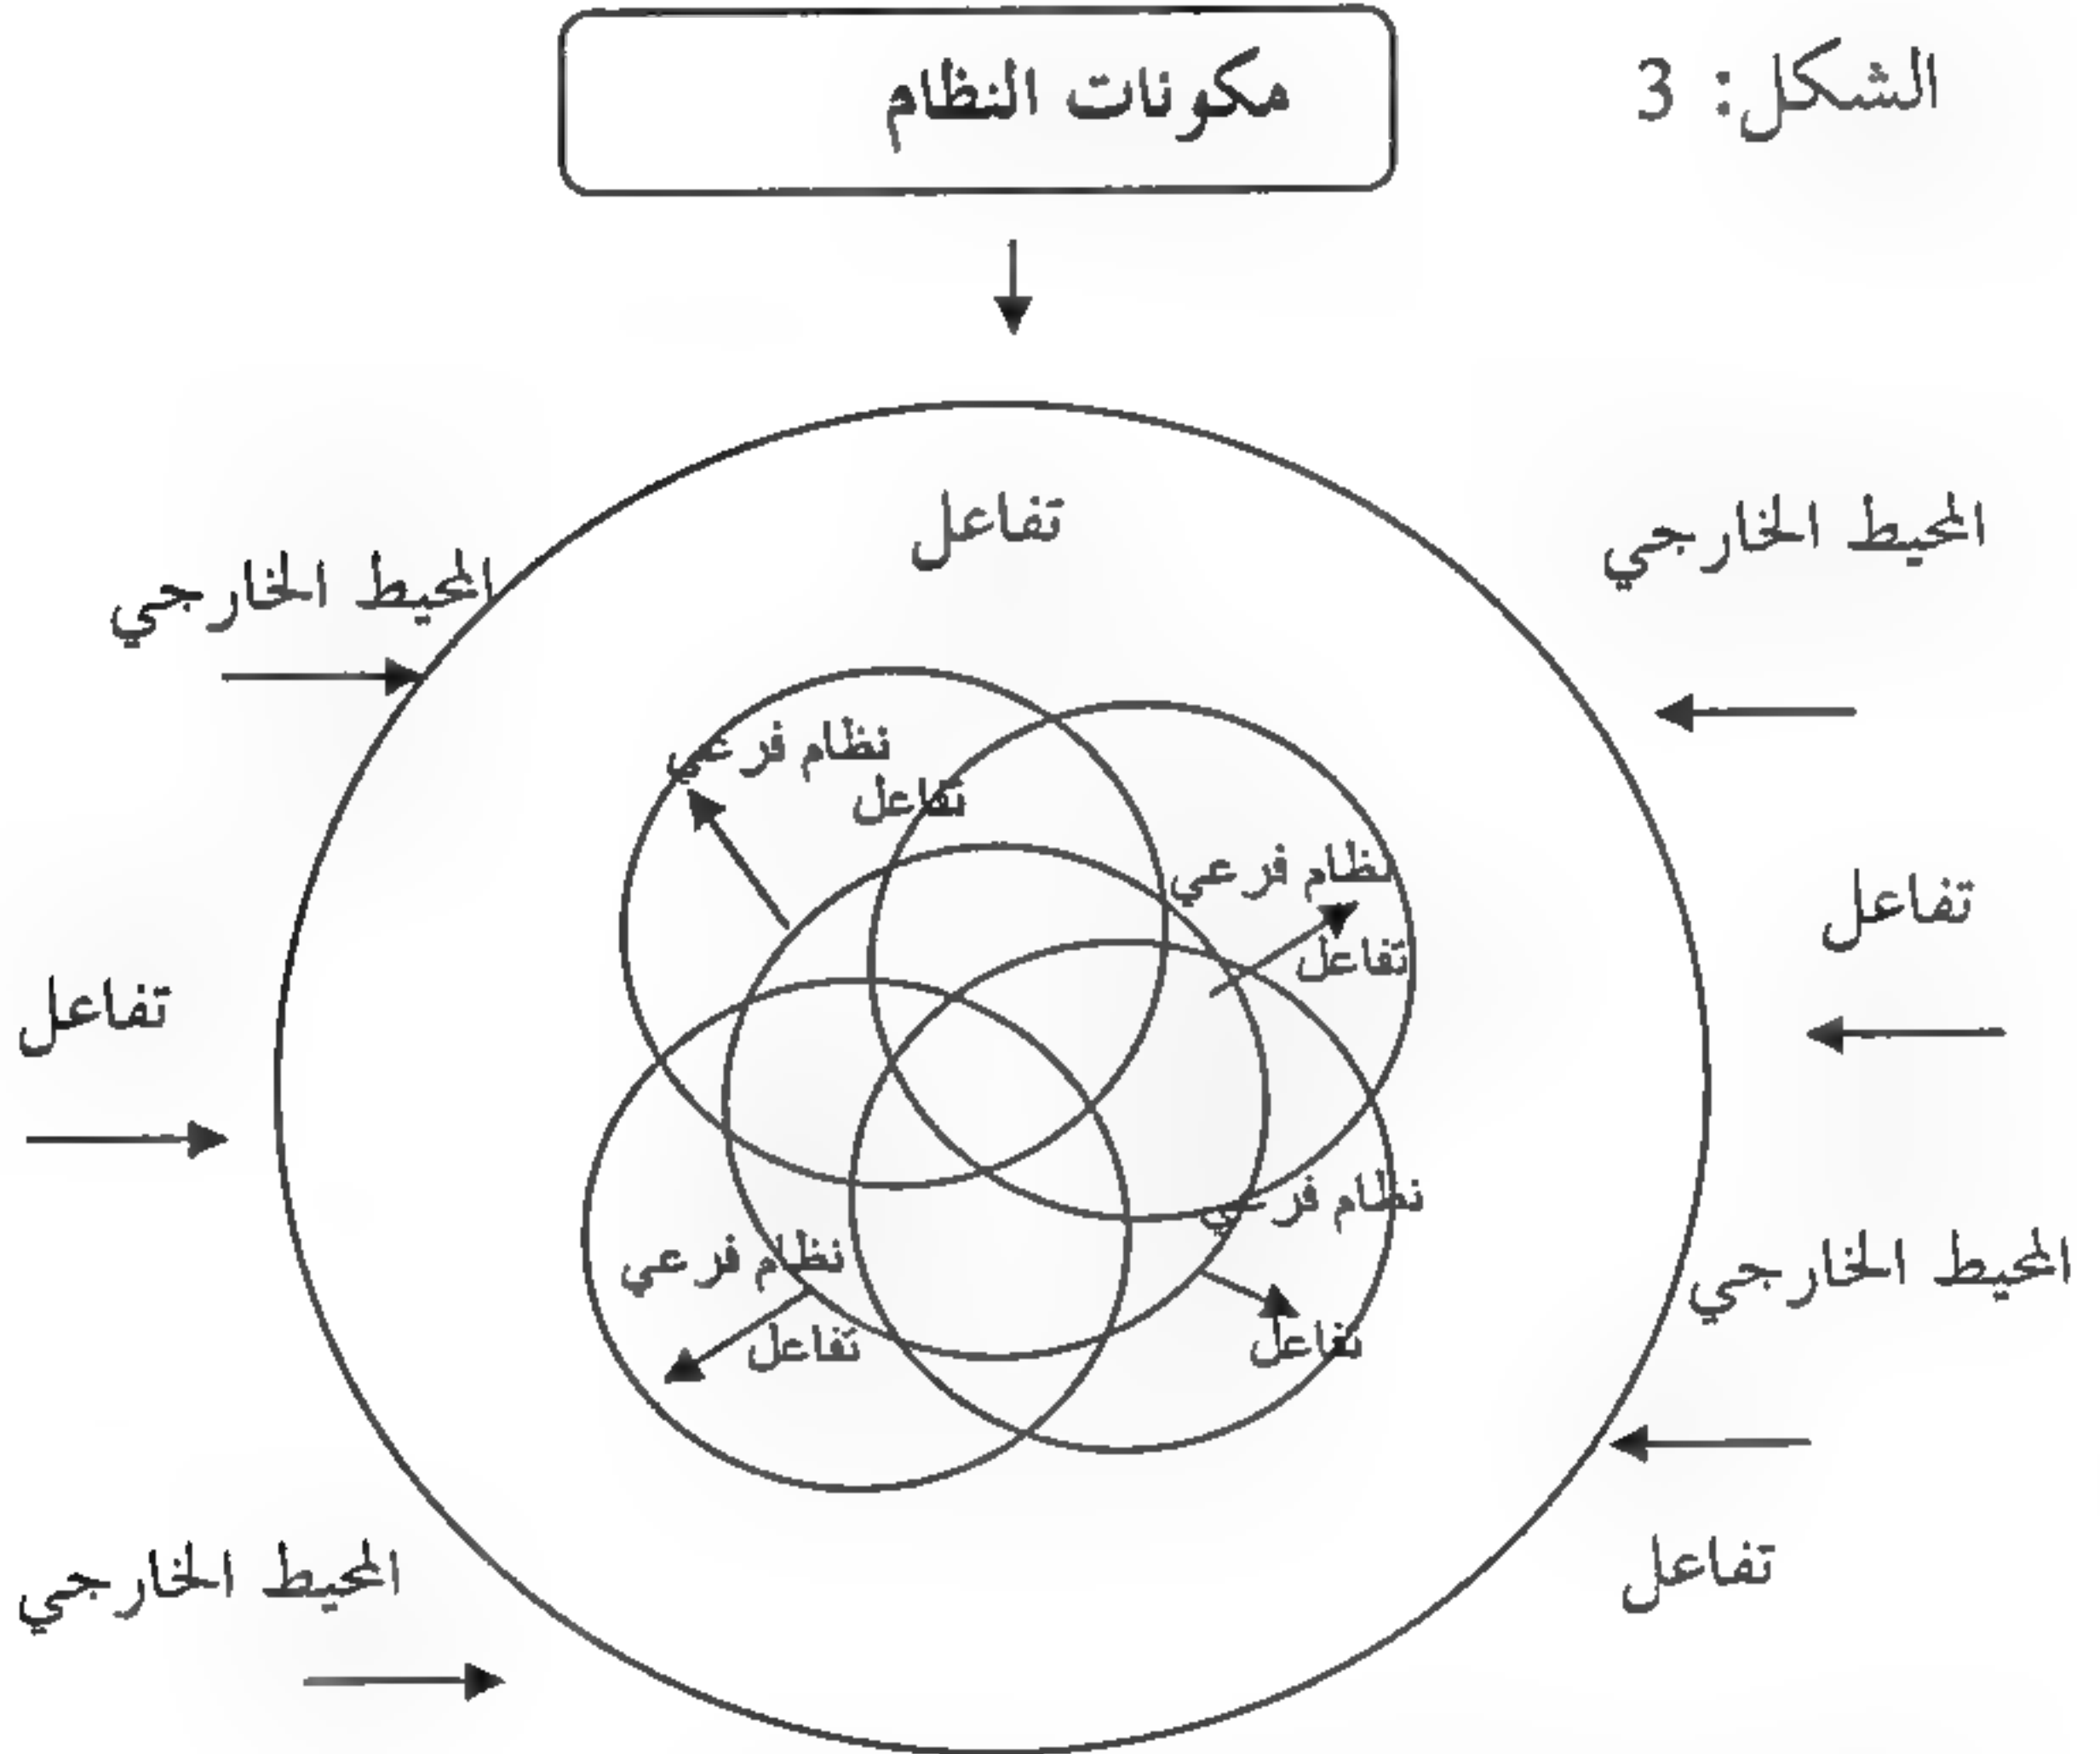 الشكل: 3
مكونات النظام
تفاعل
المحيط الخارجي
المحيط الخارجي
نظام فرعي
تفاعل
نظام فرعي
تفاعل
تفاعل
تفاعل
نظام فرعي
تفاعل
نظام فرعي
تفاعل
المحيط الخارجي
تفاعل
المحيط الخارجي